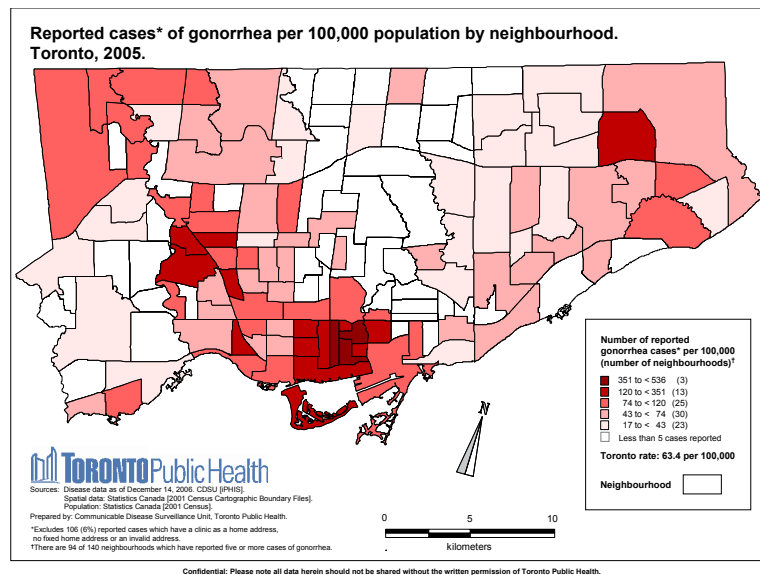 Reported cases* of gonorrhea per 100,000 population by neighbourhood.
Toronto, 2005.
Number of reported
gonorrhea cases* per 100,000
(number of neighbourhoods)†
351 to < 536 (3)
120 to < 351 (13)
74 to < 120 (25)
43 to < 74 (30)
17 to < 43 (23)
Less than 5 cases reported
Toronto rate: 63.4 per 100,000
Neighbourhood
N
TORONTO Public Health
Sources: Disease data as of December 14, 2006. CDSU [iPHIS].
Spatial data: Statistics Canada [2001 Census Cartographic Boundary Files].
Population: Statistics Canada [2001 Census].
Prepared by: Communicable Disease Surveillance Unit, Toronto Public Health.
*Excludes 106 (6%) reported cases which have a clinic as a home address,
no fixed home address or an invalid address.
†There are 94 of 140 neighbourhoods which have reported five or more cases of gonorrhea.
0 5 10
kilometers
Confidential: Please note all data herein should not be shared without the written permission of Toronto Public Health.